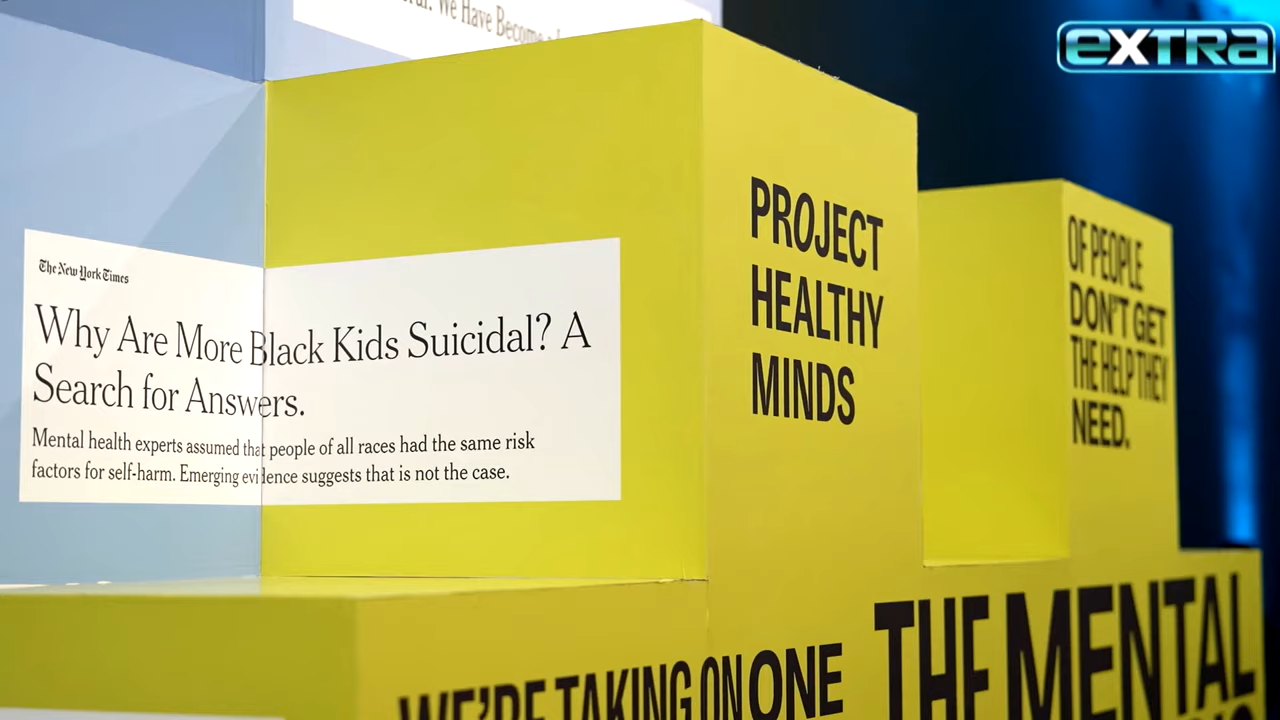 We Have Become
extra
The New York Times
Why Are More Black Kids Suicidal? A
Search for Answers.
Mental health experts assumed that people of all races had the same risk
factors for self-harm. Emerging evidence suggests that is not the case.
PROJECT
HEALTHY
MINDS
OF PEOPLE
DON'T GET
THE HELP THEY
NEED.
WE'RE TAKING ON ONE
THE MENTAL